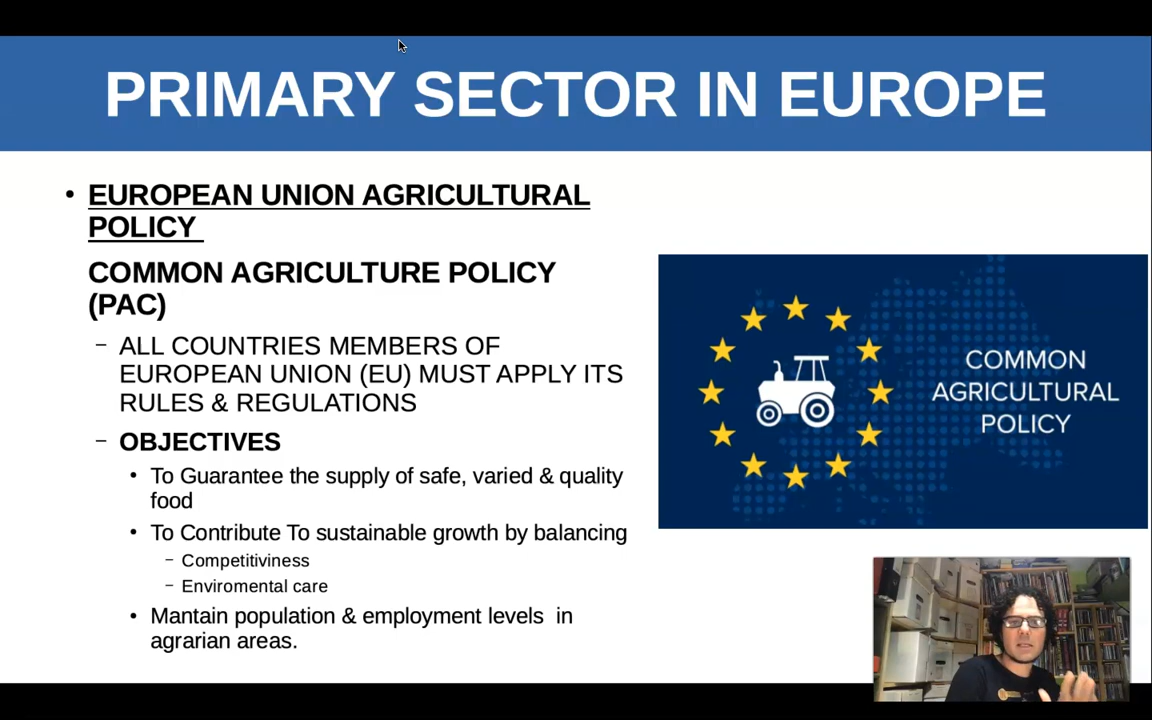 PRIMARY SECTOR IN EUROPE
• EUROPEAN UNION AGRICULTURAL
POLICY
COMMON AGRICULTURE POLICY
(PAC)
– ALL COUNTRIES MEMBERS OF
EUROPEAN UNION (EU) MUST APPLY ITS
RULES & REGULATIONS
– OBJECTIVES
• To Guarantee the supply of safe, varied & quality
food
• To Contribute To sustainable growth by balancing
– Competitiviness
– Enviromental care
• Mantain population & employment levels in
agrarian areas.
COMMON
AGRICULTURAL
POLICY